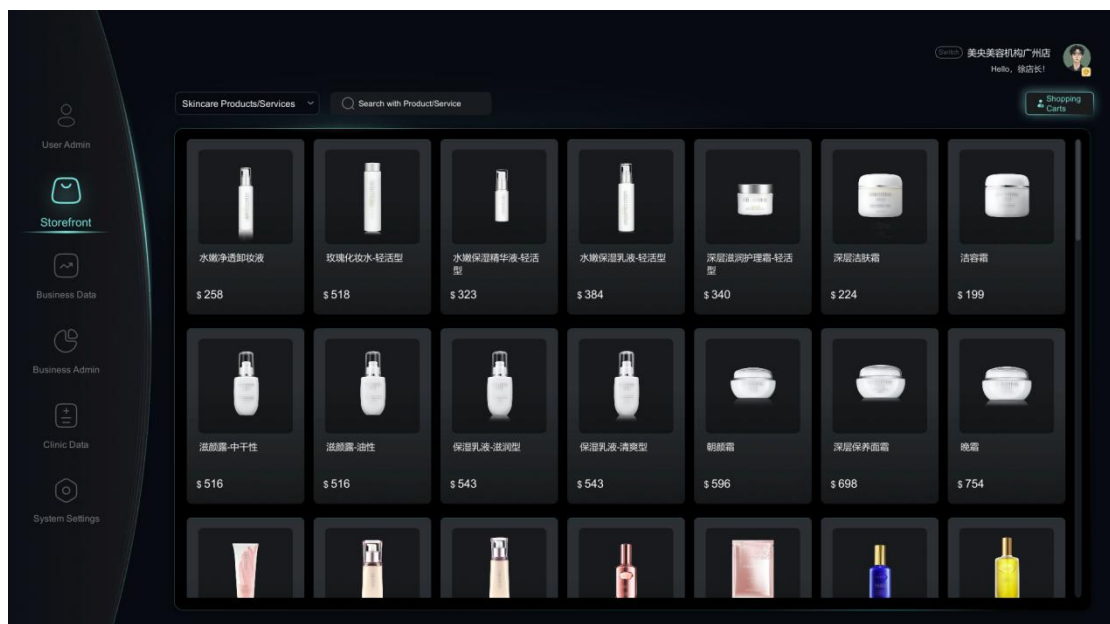 Switch 美央美容机构广州店
Hello, 徐店长!
Skincare Products/Services
Search with Product/Service
Shopping
Carts
User Admin
Storefront
Business Data
Business Admin
Clinic Data
System Settings
水嫩净透卸妆液
$ 258
玫瑰化妆水-轻活型
$ 518
水嫩保湿精华液-轻活
型
$ 323
水嫩保湿乳液-轻活型
$ 384
深层滋润护理霜-轻活
型
$ 340
深层洁肤霜
$ 224
洁容霜
$ 199
滋颜露-中干性
$ 516
滋颜露-油性
$ 516
保湿乳液-滋润型
$ 543
保湿乳液-清爽型
$ 543
朝颜霜
$ 596
深层保养面霜
$ 698
晚霜
$ 754